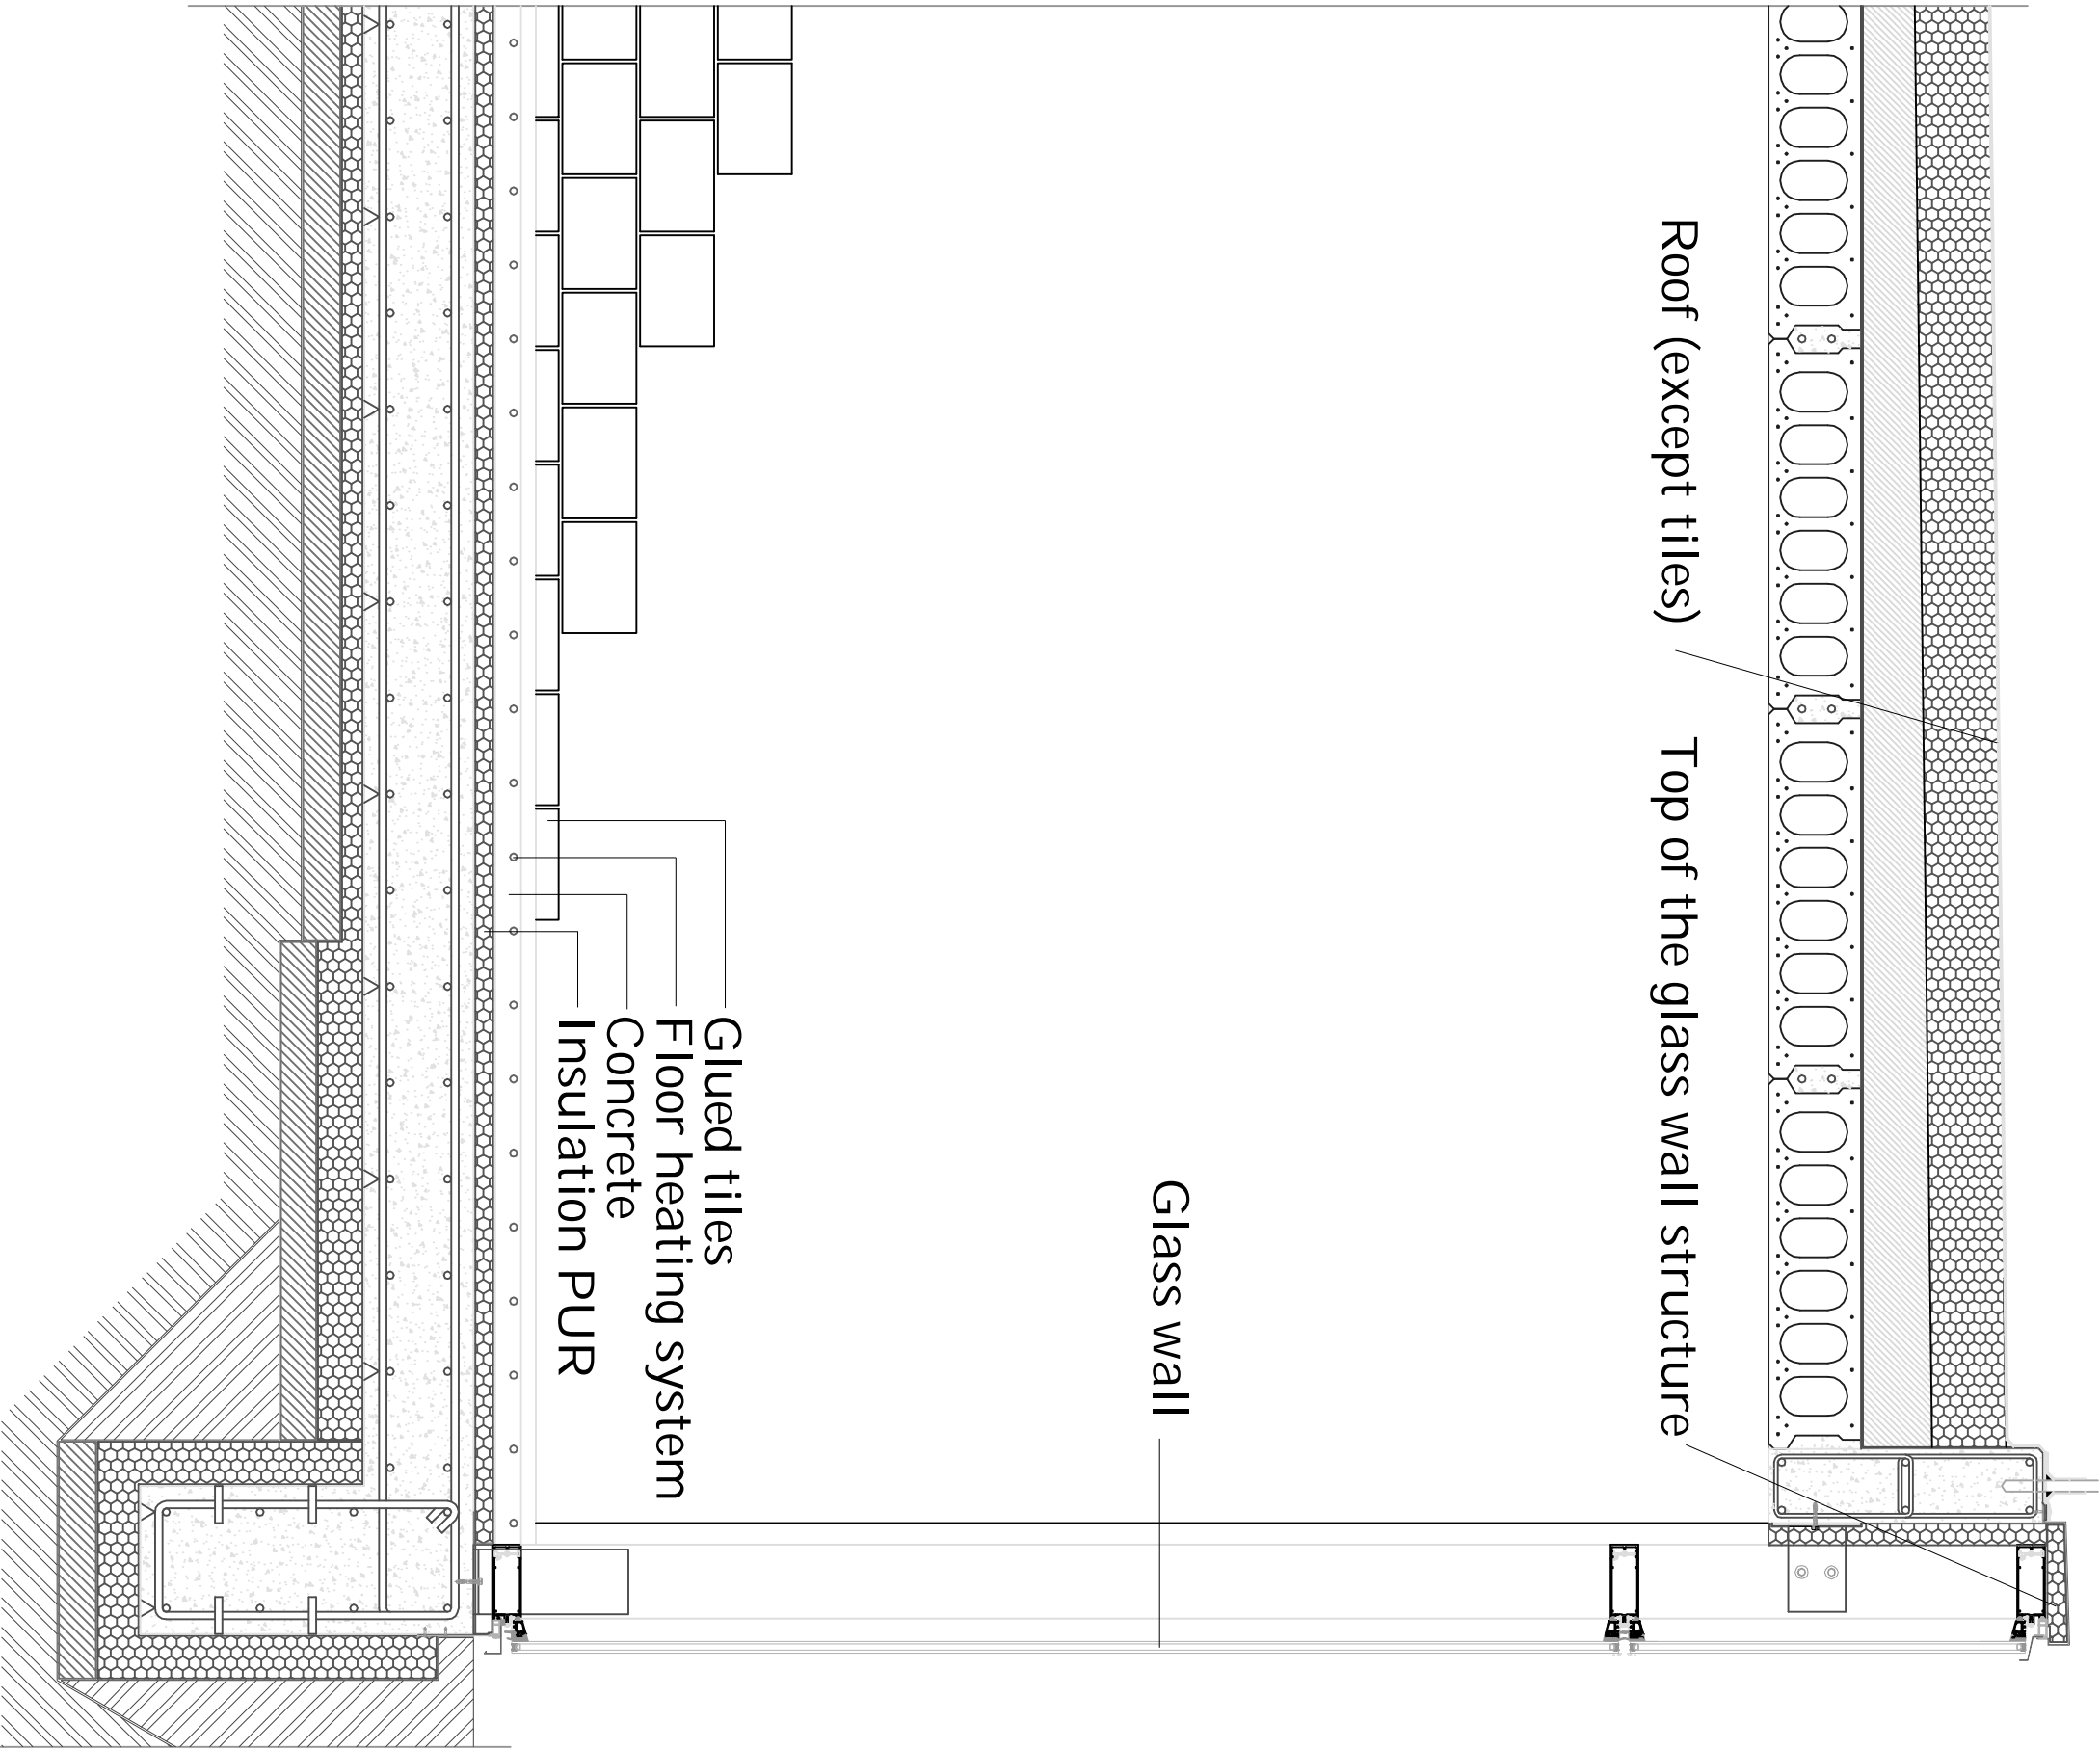 Roof (except tiles)
Top of the glass wall structure
Glass wall
Glued tiles
Floor heating system
Concrete
Insulation PUR